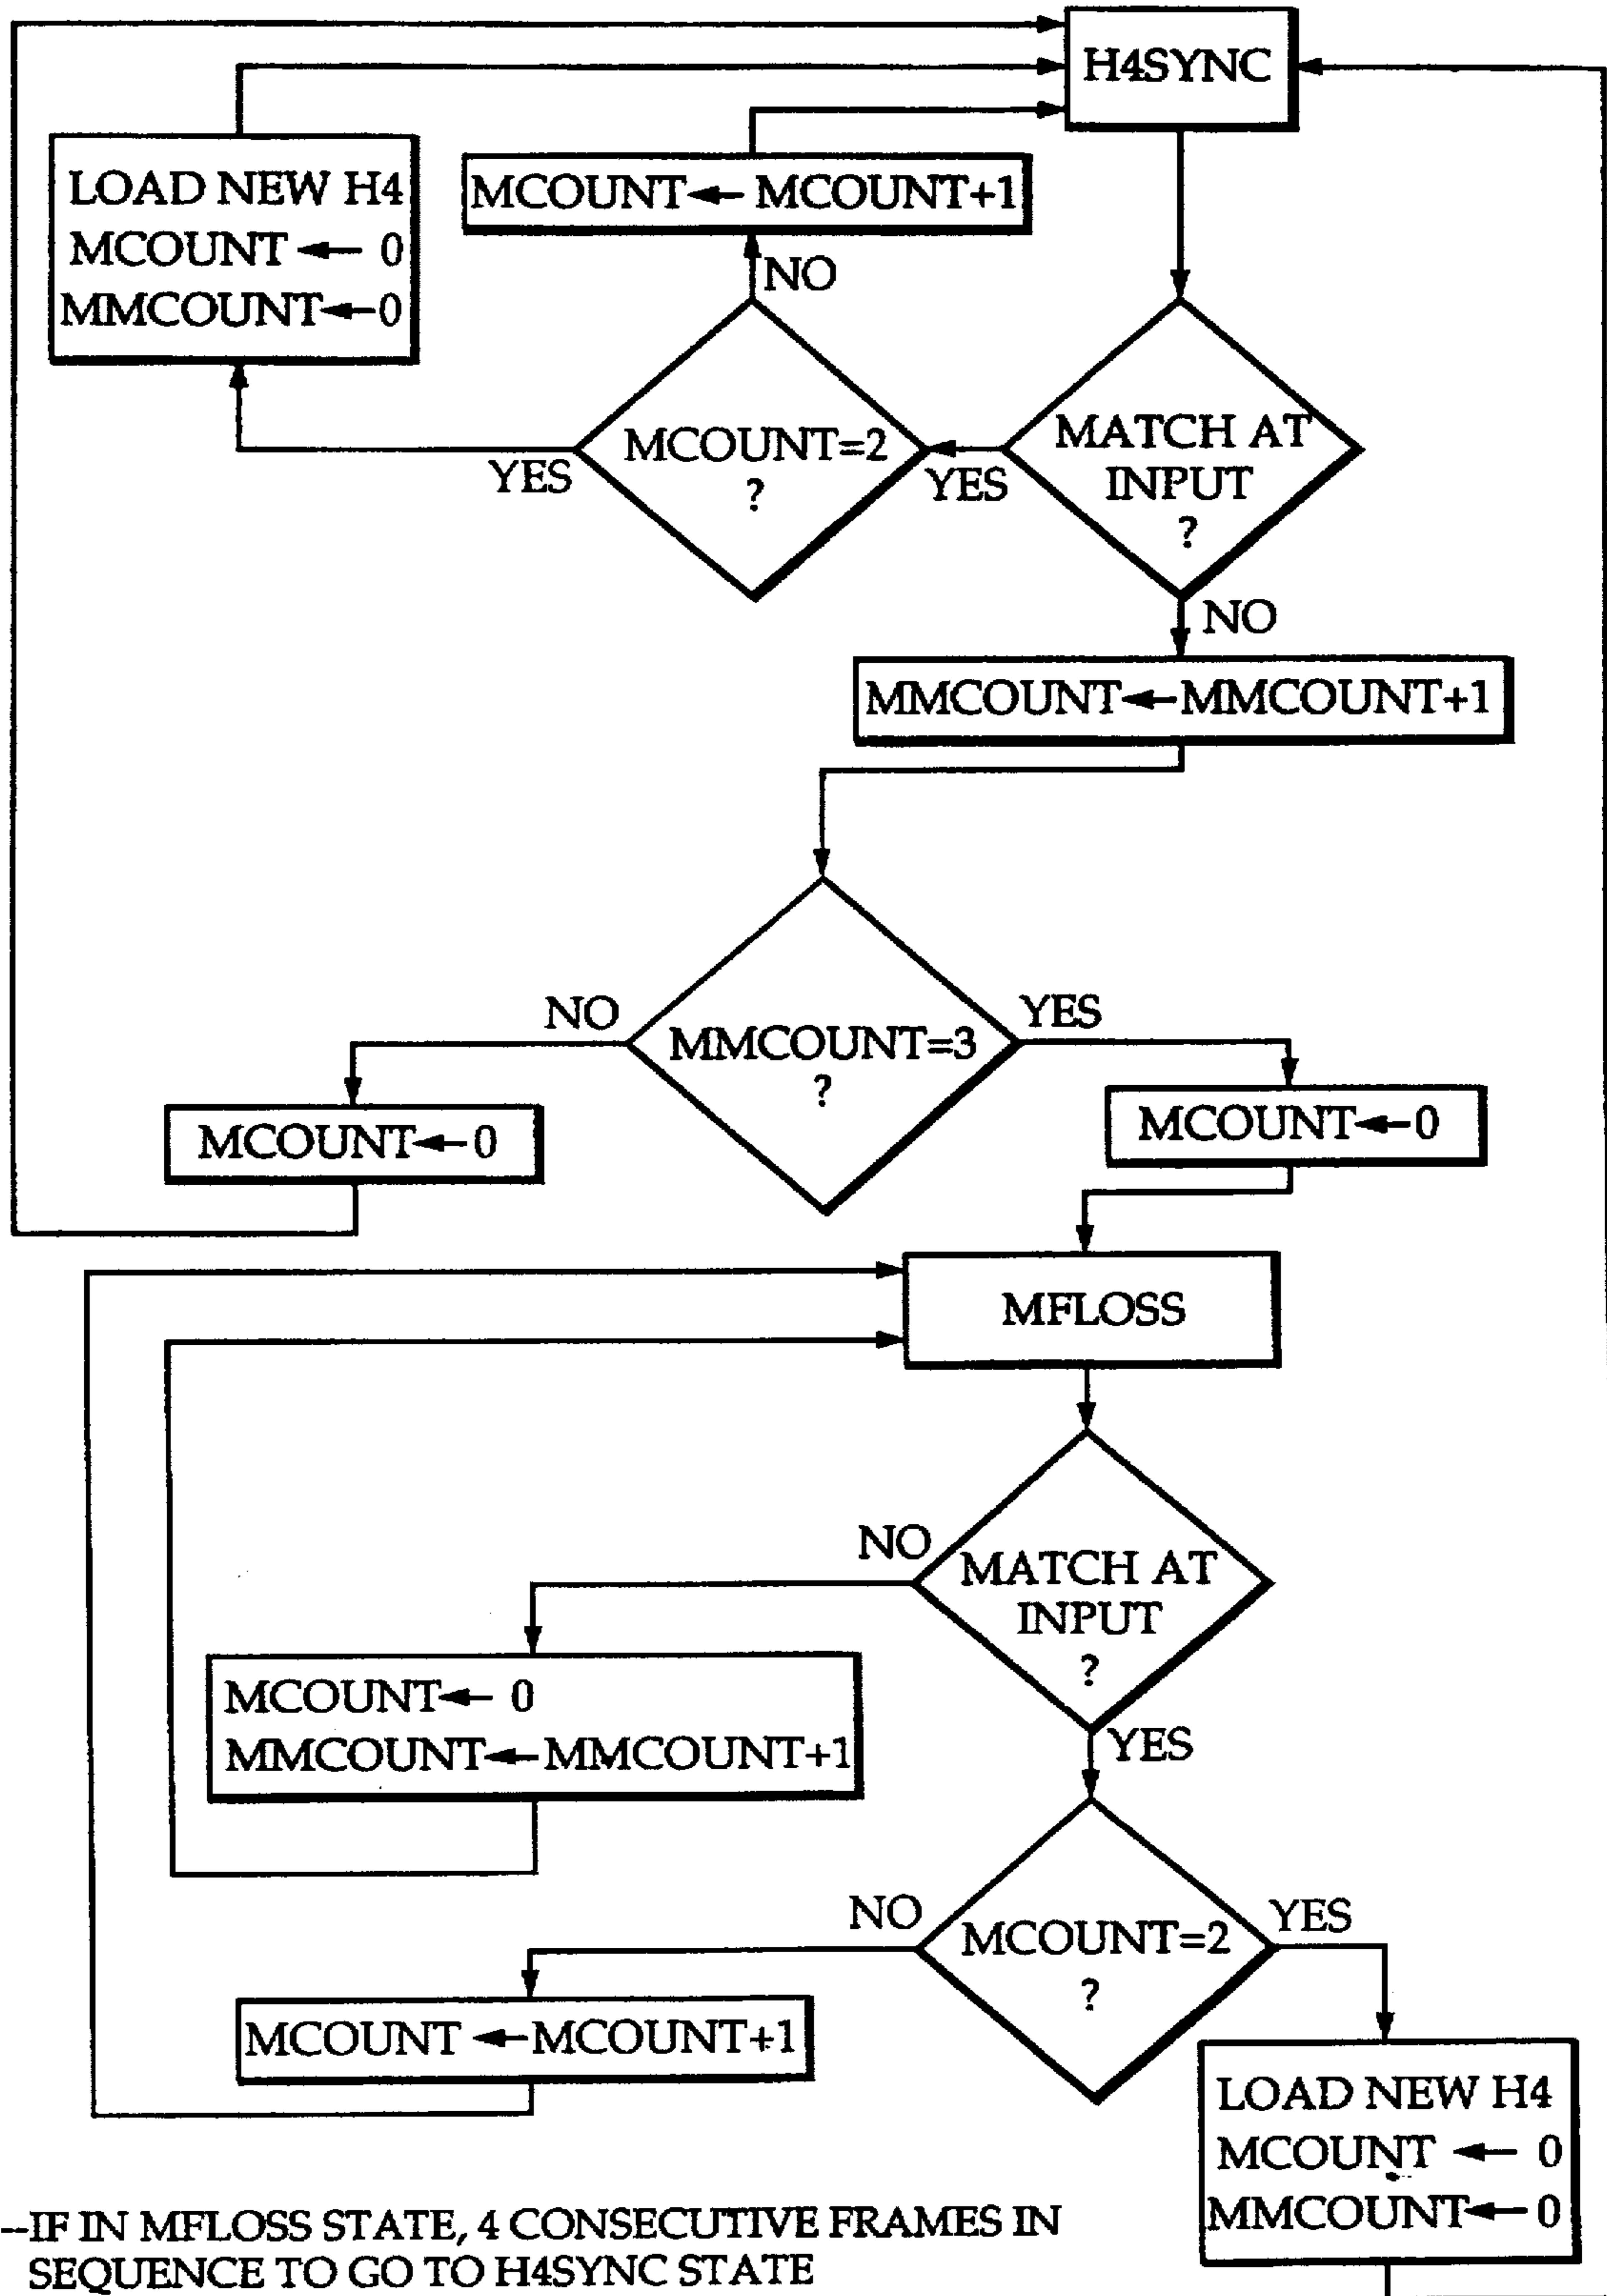 H4SYNC
LOAD NEW H4
MCOUNT ← 0
MMCOUNT←0
MCOUNT← MCOUNT+1
NO
MCOUNT=2
?
YES
YES
MATCH AT
INPUT
?
NO
MMCOUNT←MMCOUNT+1
NO
MMCOUNT=3
?
YES
MCOUNT←0
MCOUNT←0
MFLOSS
NO
MATCH AT
INPUT
?
MCOUNT← 0
MMCOUNT←MMCOUNT+1
YES
NO
MCOUNT=2
?
YES
MCOUNT ←MCOUNT+1
LOAD NEW H4
MCOUNT ← 0
MMCOUNT← 0
--IF IN MFLOSS STATE, 4 CONSECUTIVE FRAMES IN
SEQUENCE TO GO TO H4SYNC STATE